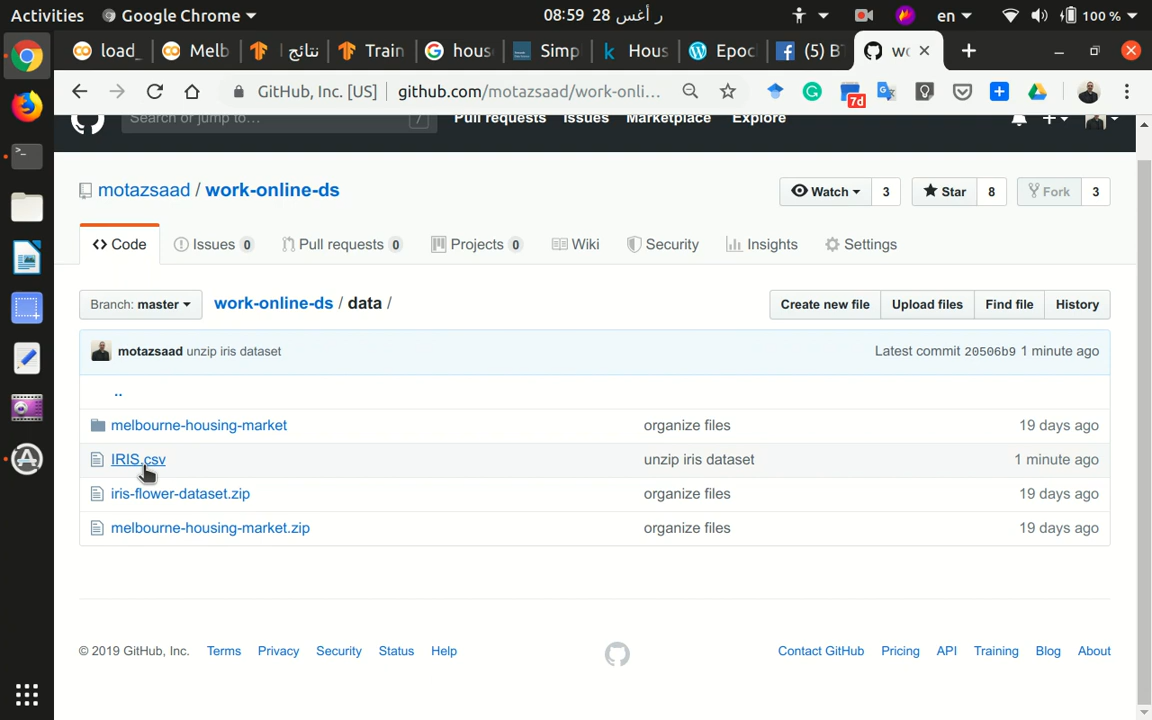 Activities Google Chrome ر أغس 28 08:59 en 100 %
load_ Melb نتائج Train hous Simp Hous Epoc (5) B wo
GitHub, Inc. [US] github.com/motazsaad/work-onli... 7d
Search or jump to... / Pull requests Issues Marketplace Explore
motazsaad / work-online-ds Watch 3 Star 8 Fork 3
Code Issues 0 Pull requests 0 Projects 0 Wiki Security Insights Settings
Branch: master work-online-ds / data / Create new file Upload files Find file History
motazsaad unzip iris dataset Latest commit 20506b9 1 minute ago
..
melbourne-housing-market organize files 19 days ago
IRIS.csv unzip iris dataset 1 minute ago
iris-flower-dataset.zip organize files 19 days ago
melbourne-housing-market.zip organize files 19 days ago
© 2019 GitHub, Inc. Terms Privacy Security Status Help Contact GitHub Pricing API Training Blog About